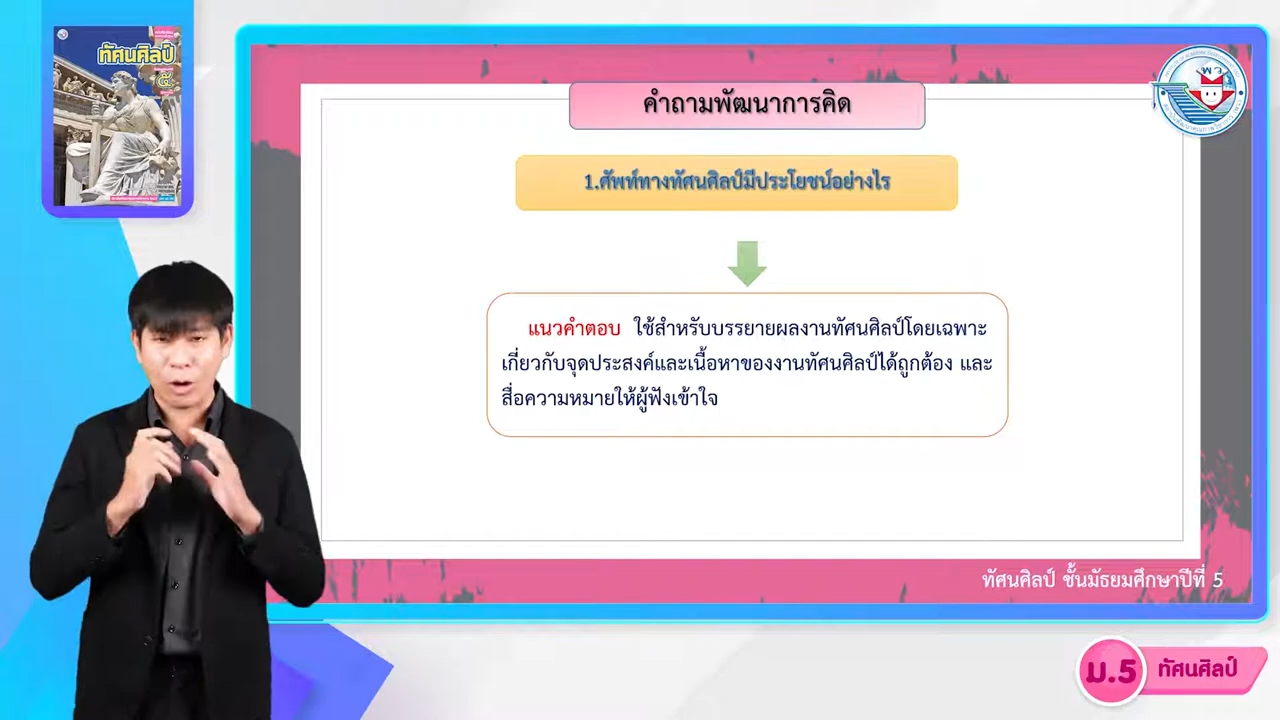 ทัศนศิลป์
๕
คำถามพัฒนาการคิด
พว
1.ศัพท์ทางทัศนศิลป์มีประโยชน์อย่างไร
แนวคำตอบ ใช้สำหรับบรรยายผลงานทัศนศิลป์โดยเฉพาะ
เกี่ยวกับจุดประสงค์และเนื้อหาของงานทัศนศิลป์ได้ถูกต้อง และ
สื่อความหมายให้ผู้ฟังเข้าใจ
ทัศนศิลป์ ชั้นมัธยมศึกษาปีที่ 5
ม.5 ทัศนศิลป์